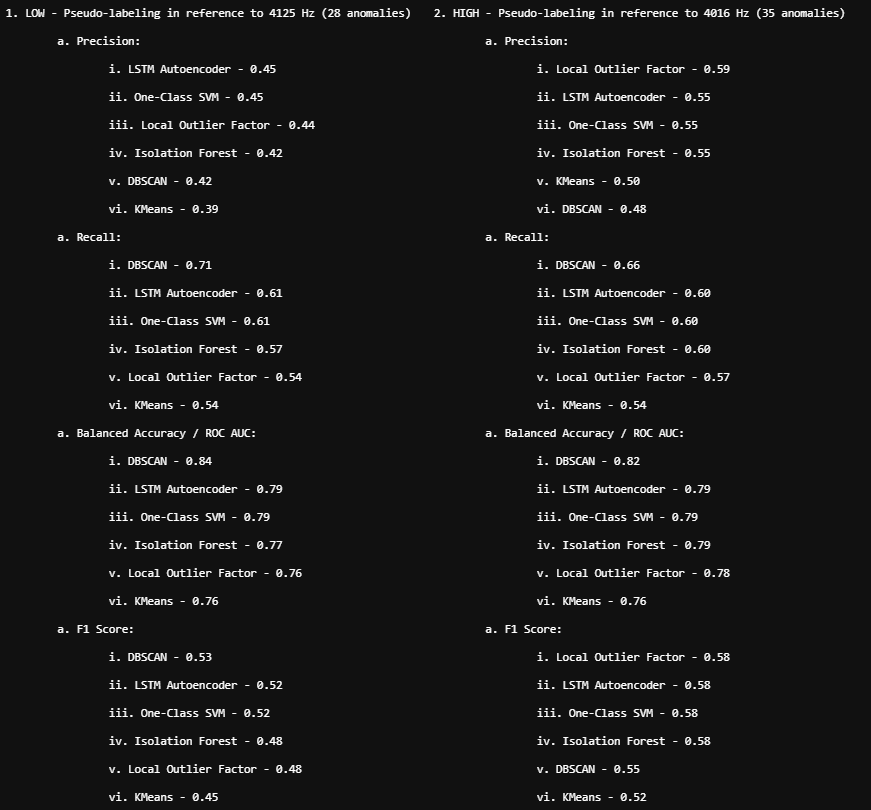 1. LOW - Pseudo-labeling in reference to 4125 Hz (28 anomalies)
a. Precision:
i. LSTM Autoencoder - 0.45
ii. One-Class SVM - 0.45
iii. Local Outlier Factor - 0.44
iv. Isolation Forest - 0.42
v. DBSCAN - 0.42
vi. KMeans - 0.39
a. Recall:
i. DBSCAN - 0.71
ii. LSTM Autoencoder - 0.61
iii. One-Class SVM - 0.61
iv. Isolation Forest - 0.57
v. Local Outlier Factor - 0.54
vi. KMeans - 0.54
a. Balanced Accuracy / ROC AUC:
i. DBSCAN - 0.84
ii. LSTM Autoencoder - 0.79
iii. One-Class SVM - 0.79
iv. Isolation Forest - 0.77
v. Local Outlier Factor - 0.76
vi. KMeans - 0.76
a. F1 Score:
i. DBSCAN - 0.53
ii. LSTM Autoencoder - 0.52
iii. One-Class SVM - 0.52
iv. Isolation Forest - 0.48
v. Local Outlier Factor - 0.48
vi. KMeans - 0.45
2. HIGH - Pseudo-labeling in reference to 4016 Hz (35 anomalies)
a. Precision:
i. Local Outlier Factor - 0.59
ii. LSTM Autoencoder - 0.55
iii. One-Class SVM - 0.55
iv. Isolation Forest - 0.55
v. KMeans - 0.50
vi. DBSCAN - 0.48
a. Recall:
i. DBSCAN - 0.66
ii. LSTM Autoencoder - 0.60
iii. One-Class SVM - 0.60
iv. Isolation Forest - 0.60
v. Local Outlier Factor - 0.57
vi. KMeans - 0.54
a. Balanced Accuracy / ROC AUC:
i. DBSCAN - 0.82
ii. LSTM Autoencoder - 0.79
iii. One-Class SVM - 0.79
iv. Isolation Forest - 0.79
v. Local Outlier Factor - 0.78
vi. KMeans - 0.76
a. F1 Score:
i. Local Outlier Factor - 0.58
ii. LSTM Autoencoder - 0.58
iii. One-Class SVM - 0.58
iv. Isolation Forest - 0.58
v. DBSCAN - 0.55
vi. KMeans - 0.52